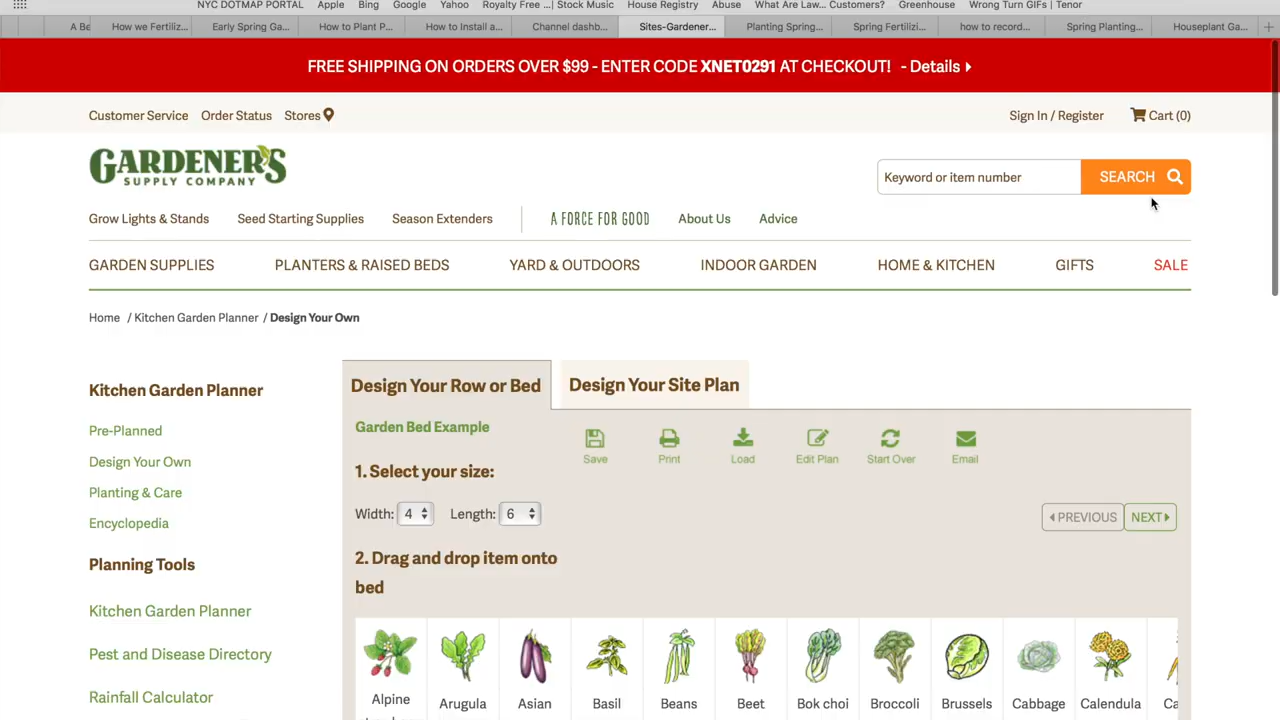 NYC DOTMAP PORTAL Apple Bing Google Yahoo Royalty Free ...| Stock Music House Registry Abuse What Are Law... Customers? Greenhouse Wrong Turn GIFs | Tenor
A Be How we Fertiliz... Early Spring Ga... How to Plant P... How to Install a... Channel dashb... Sites-Gardener... Planting Spring... Spring Fertilizi... how to record... Spring Planting... Houseplant Ga...
FREE SHIPPING ON ORDERS OVER $99 - ENTER CODE XNET0291 AT CHECKOUT! - Details
Customer Service Order Status Stores Sign In / Register Cart (0)
GARDENER'S
SUPPLY COMPANY
Keyword or item number SEARCH
Grow Lights & Stands Seed Starting Supplies Season Extenders A FORCE FOR GOOD About Us Advice
GARDEN SUPPLIES PLANTERS & RAISED BEDS YARD & OUTDOORS INDOOR GARDEN HOME & KITCHEN GIFTS SALE
Home / Kitchen Garden Planner / Design Your Own
Kitchen Garden Planner
Pre-Planned
Design Your Own
Planting & Care
Encyclopedia
Planning Tools
Kitchen Garden Planner
Pest and Disease Directory
Rainfall Calculator
Design Your Row or Bed Design Your Site Plan
Garden Bed Example
Save Print Load Edit Plan Start Over Email
1. Select your size:
Width: 4 Length: 6
PREVIOUS NEXT
2. Drag and drop item onto
bed
Alpine Arugula Asian Basil Beans Beet Bok choi Broccoli Brussels Cabbage Calendula Ca